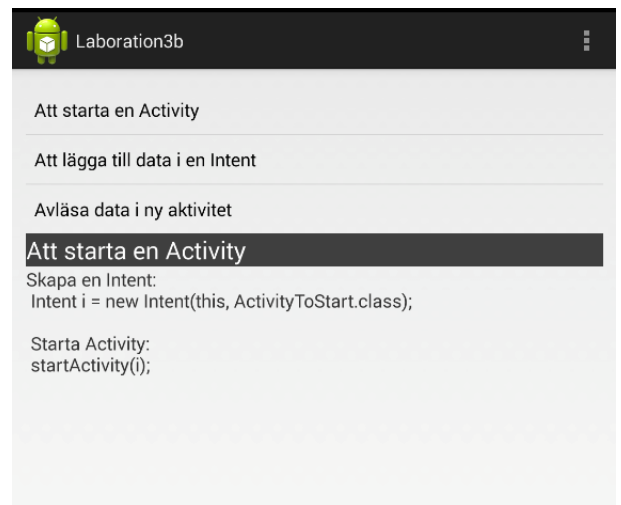 Laboration3b
Att starta en Activity
Att lägga till data i en Intent
Avläsa data i ny aktivitet
Att starta en Activity
Skapa en Intent:
Intent i = new Intent(this, ActivityToStart.class);
Starta Activity:
startActivity(i);